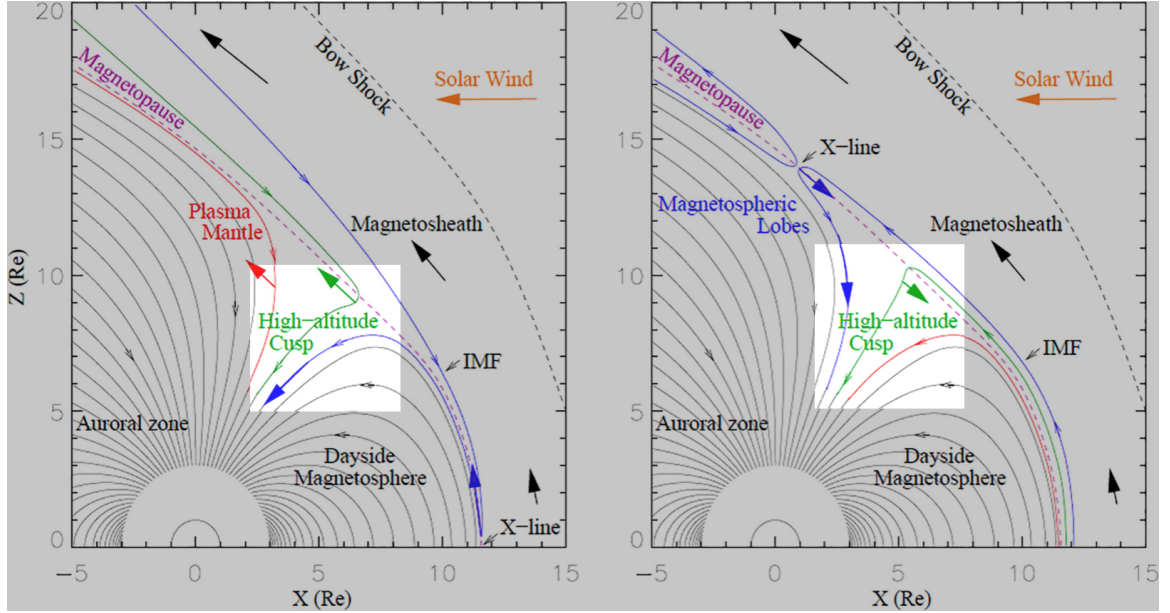 20
15
10
5
0
Z (Re)
−5
0
5
10
15
X (Re)
Magnetopause
Bow Shock
Solar Wind
Plasma
Mantle
Magnetosheath
High−altitude
Cusp
IMF
Auroral zone
Dayside
Magnetosphere
X−line
20
15
10
5
0
−5
0
5
10
15
X (Re)
Magnetopause
Bow Shock
Solar Wind
X−line
Magnetospheric
Lobes
Magnetosheath
High−altitude
Cusp
IMF
Auroral zone
Dayside
Magnetosphere